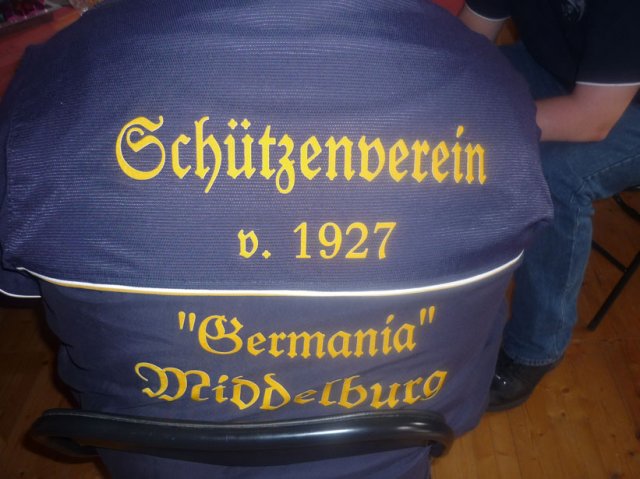 Schützenverein
v. 1927
"Germania"
Middelburg